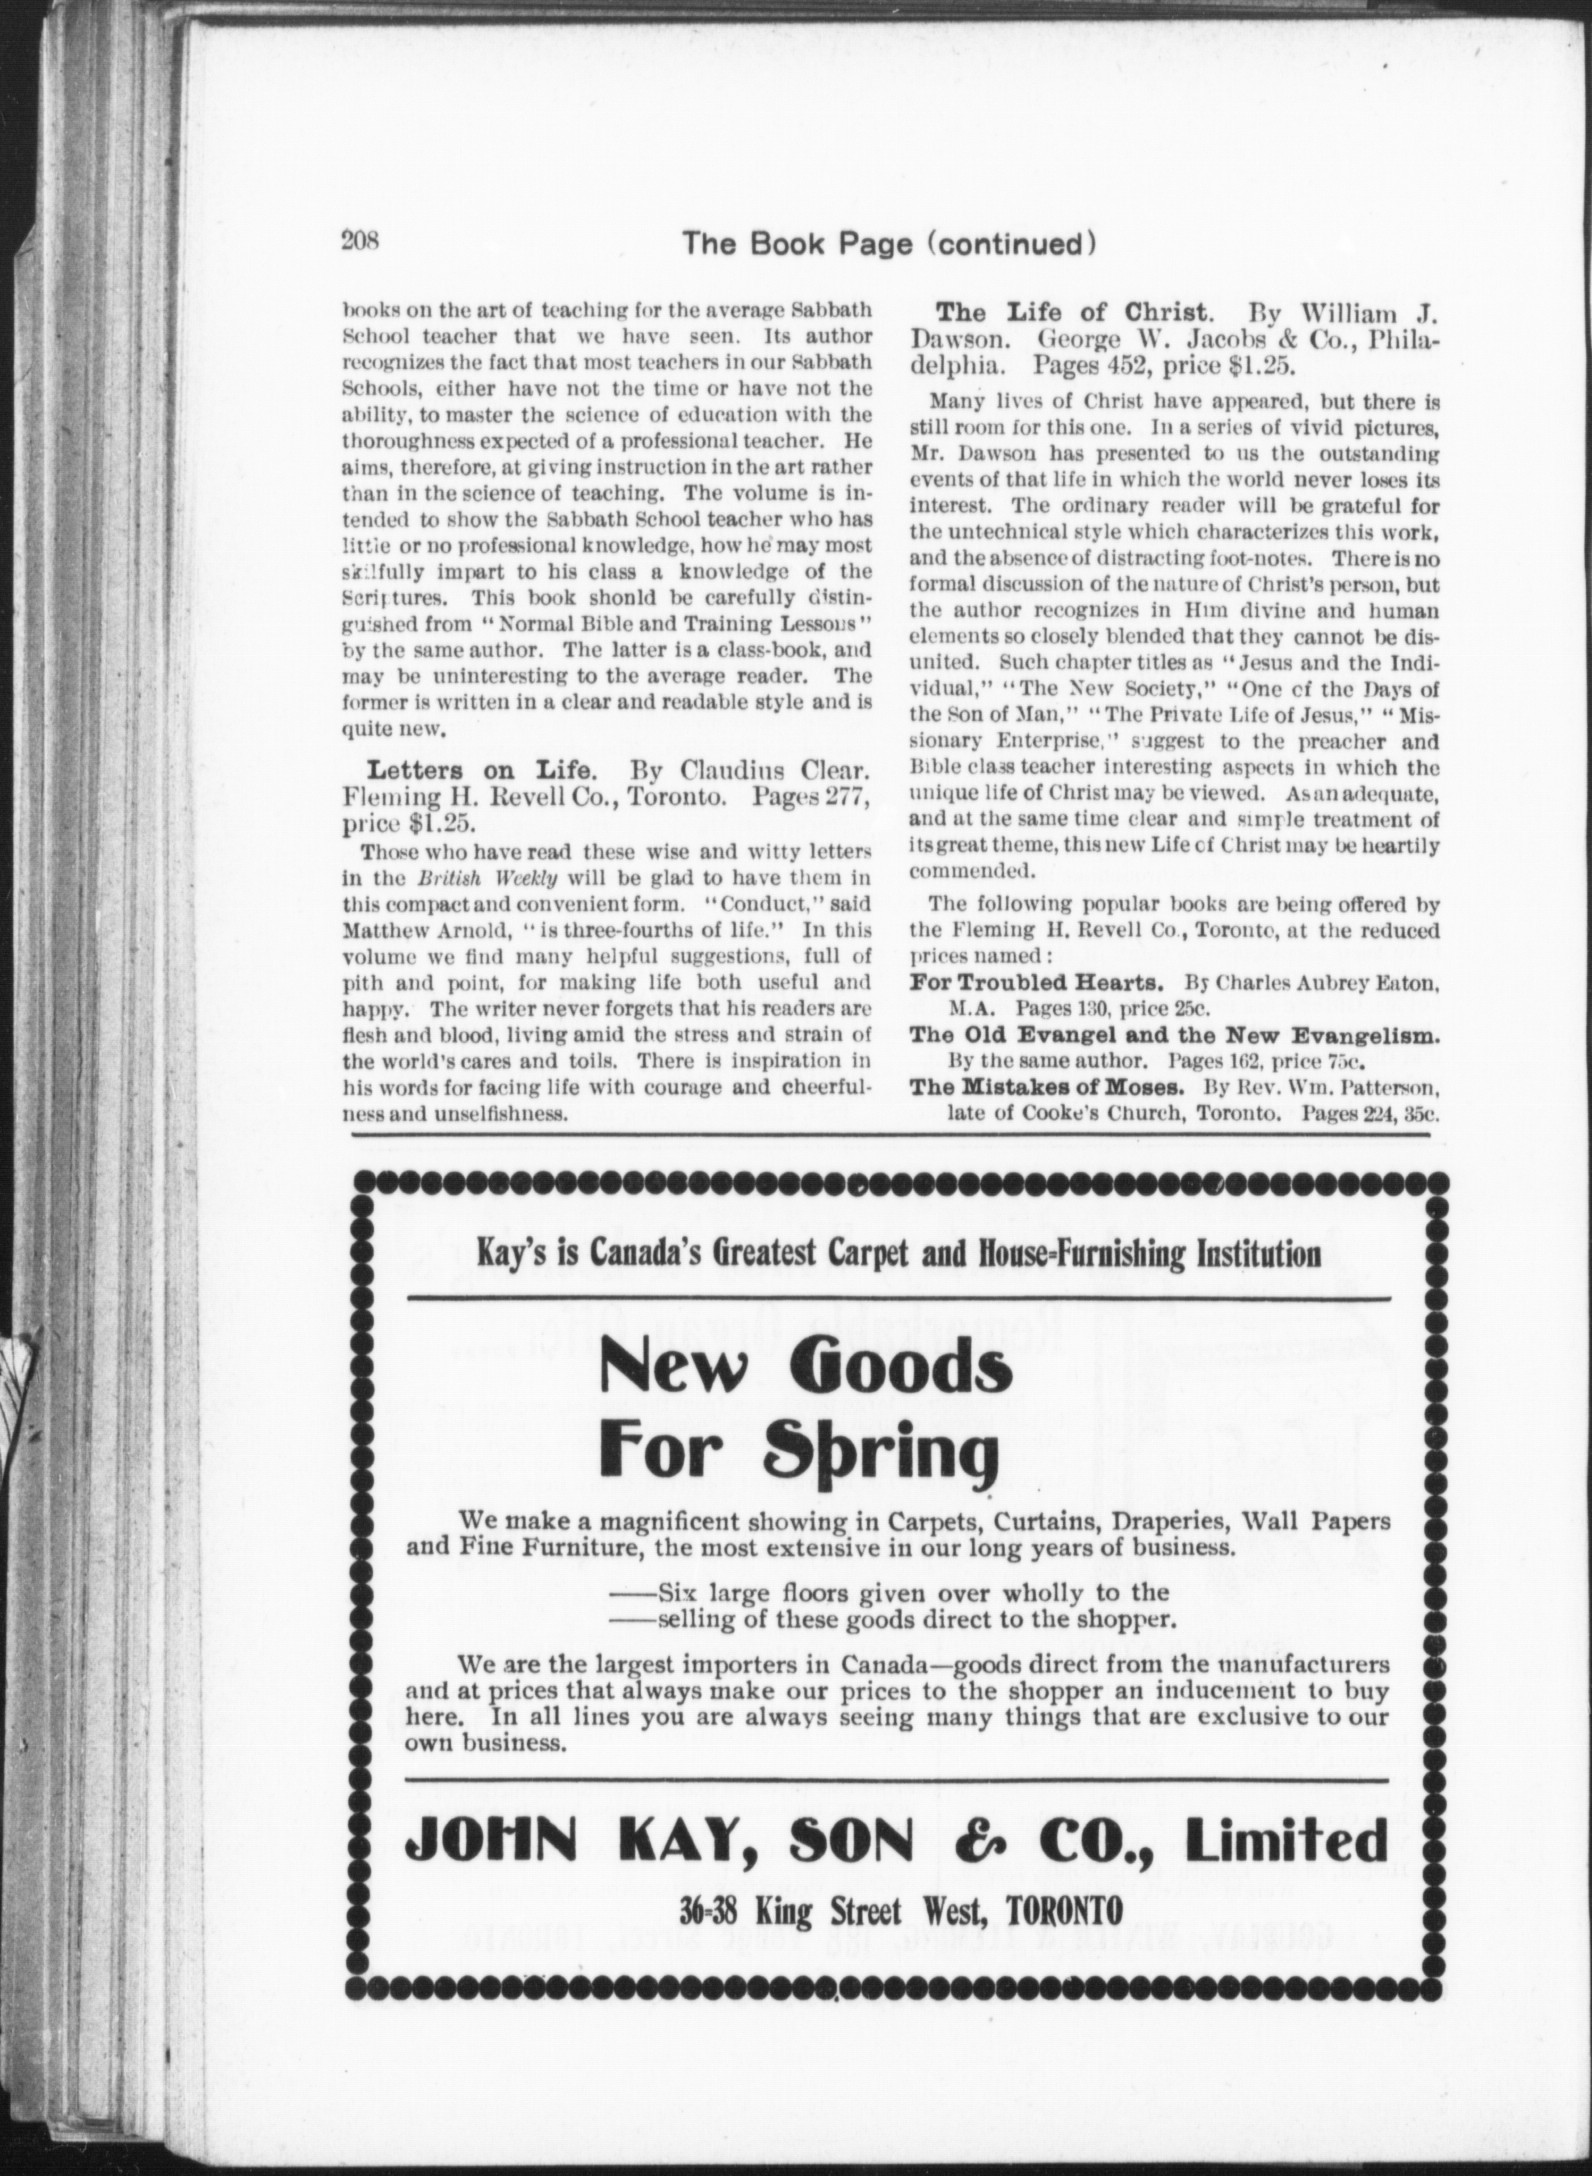 208
The Book Page (continued)
books on the art of teaching for the average Sabbath
School teacher that we have seen. Its author
recognizes the fact that most teachers in our Sabbath
Schools, either have not the time or have not the
ability, to master the science of education with the
thoroughness expected of a professional teacher. He
aims, therefore, at giving instruction in the art rather
than in the science of teaching. The volume is in-
tended to show the Sabbath School teacher who has
little or no professional knowledge, how he may most
skilfully impart to his class a knowledge of the
Scriptures. This book shonld be carefully distin-
guished from "Normal Bible and Training Lessons"
by the same author. The latter is a class-book, and
may be uninteresting to the average reader. The
former is written in a clear and readable style and is
quite new.
Letters on Life. By Claudius Clear.
Fleming H. Revell Co., Toronto. Pages 277,
price $1.25.
Those who have read these wise and witty letters
in the British Weekly will be glad to have them in
this compact and convenient form. "Conduct," said
Matthew Arnold, "is three-fourths of life." In this
volume we find many helpful suggestions, full of
pith and point, for making life both useful and
happy. The writer never forgets that his readers are
flesh and blood, living amid the stress and strain of
the world's cares and toils. There is inspiration in
his words for facing life with courage and cheerful-
ness and unselfishness.
The Life of Christ. By William J.
Dawson. George W. Jacobs & Co., Phila-
delphia. Pages 452, price $1.25.
Many lives of Christ have appeared, but there is
still room for this one. In a series of vivid pictures,
Mr. Dawson has presented to us the outstanding
events of that life in which the world never loses its
interest. The ordinary reader will be grateful for
the untechnical style which characterizes this work,
and the absence of distracting foot-notes. There is no
formal discussion of the nature of Christ's person, but
the author recognizes in Him divine and human
elements so closely blended that they cannot be dis-
united. Such chapter titles as "Jesus and the Indi-
vidual," "The New Society," "One of the Days of
the Son of Man," "The Private Life of Jesus," "Mis-
sionary Enterprise," suggest to the preacher and
Bible class teacher interesting aspects in which the
unique life of Christ may be viewed. As an adequate,
and at the same time clear and simple treatment of
its great theme, this new Life of Christ may be heartily
commended.
The following popular books are being offered by
the Fleming H. Revell Co., Toronto, at the reduced
prices named:
For Troubled Hearts. By Charles Aubrey Eaton,
M.A. Pages 130, price 25c.
The Old Evangel and the New Evangelism.
By the same author. Pages 162, price 75c.
The Mistakes of Moses. By Rev. Wm. Patterson,
late of Cooke's Church, Toronto. Pages 224, 35c.
Kay's is Canada's Greatest Carpet and House-Furnishing Institution
New Goods
For Spring
We make a magnificent showing in Carpets, Curtains, Draperies, Wall Papers
and Fine Furniture, the most extensive in our long years of business.
——Six large floors given over wholly to the
——selling of these goods direct to the shopper.
We are the largest importers in Canada—goods direct from the manufacturers
and at prices that always make our prices to the shopper an inducement to buy
here. In all lines you are always seeing many things that are exclusive to our
own business.
JOHN KAY, SON & CO., Limited
36-38 King Street West, TORONTO